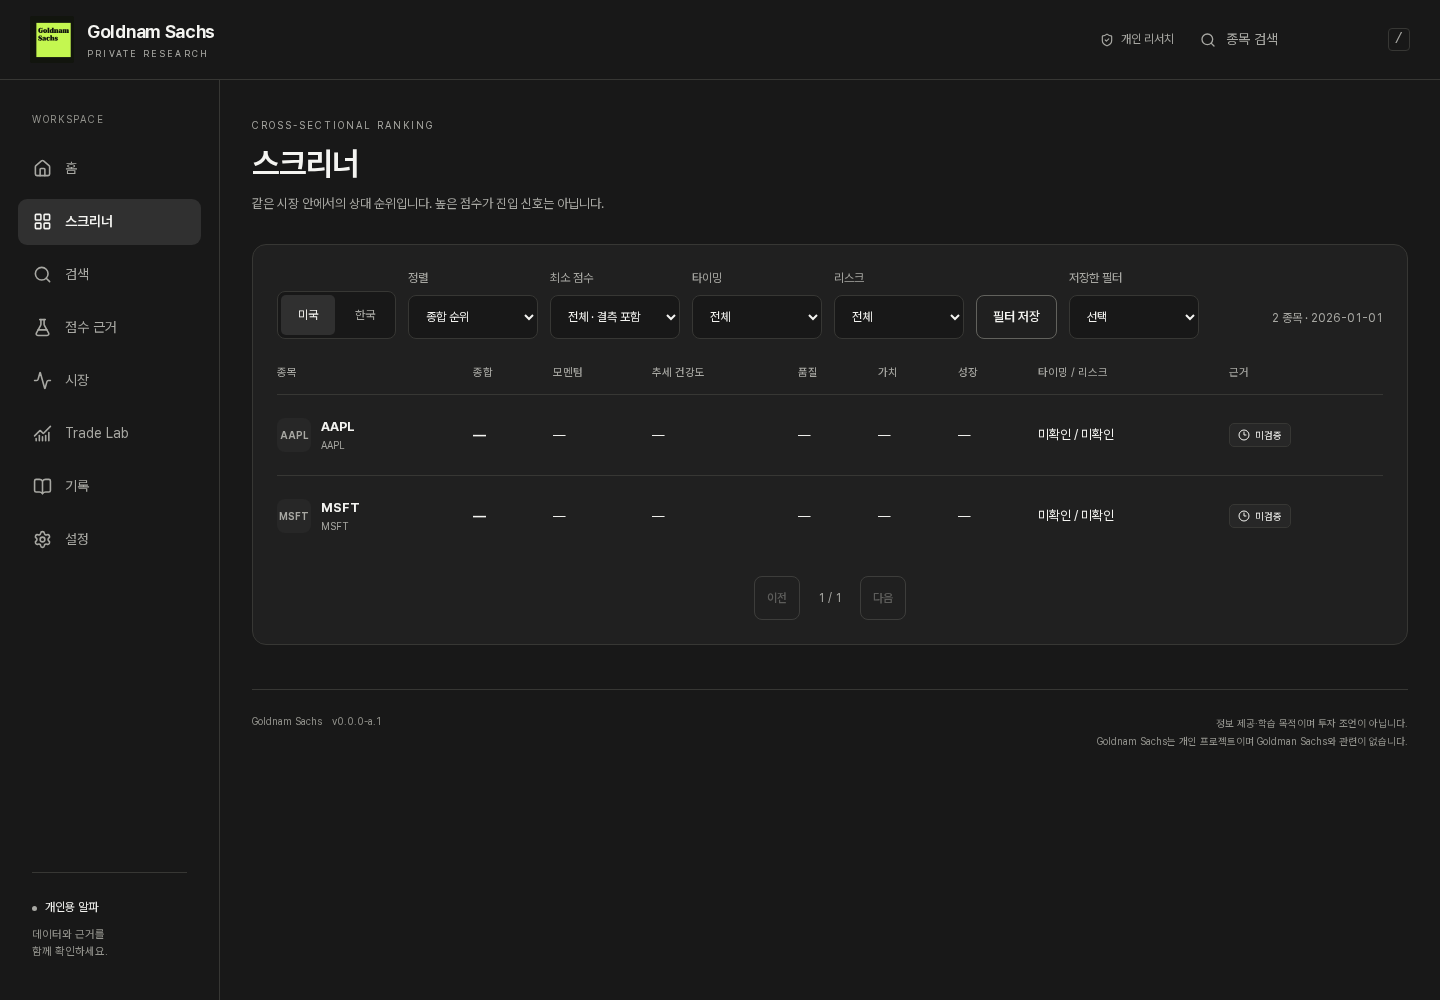 Goldnam
Sachs
Goldnam Sachs
PRIVATE RESEARCH
개인 리서치
종목 검색
/
WORKSPACE
홈
스크리너
검색
점수 근거
시장
Trade Lab
기록
설정
개인용 알파
데이터와 근거를
함께 확인하세요.
CROSS-SECTIONAL RANKING
스크리너
같은 시장 안에서의 상대 순위입니다. 높은 점수가 진입 신호는 아닙니다.
정렬 최소 점수 타이밍 리스크 저장한 필터
미국 한국 종합 순위 전체 · 결측 포함 전체 전체 필터 저장 선택 2 종목 · 2026-01-01
종목 종합 모멘텀 추세 건강도 품질 가치 성장 타이밍 / 리스크 근거
AAPL AAPL — — — — — — 미확인 / 미확인 미검증
AAPL
MSFT MSFT — — — — — — 미확인 / 미확인 미검증
MSFT
이전 1 / 1 다음
Goldnam Sachs v0.0.0-a.1
정보 제공·학습 목적이며 투자 조언이 아닙니다.
Goldnam Sachs는 개인 프로젝트이며 Goldman Sachs와 관련이 없습니다.